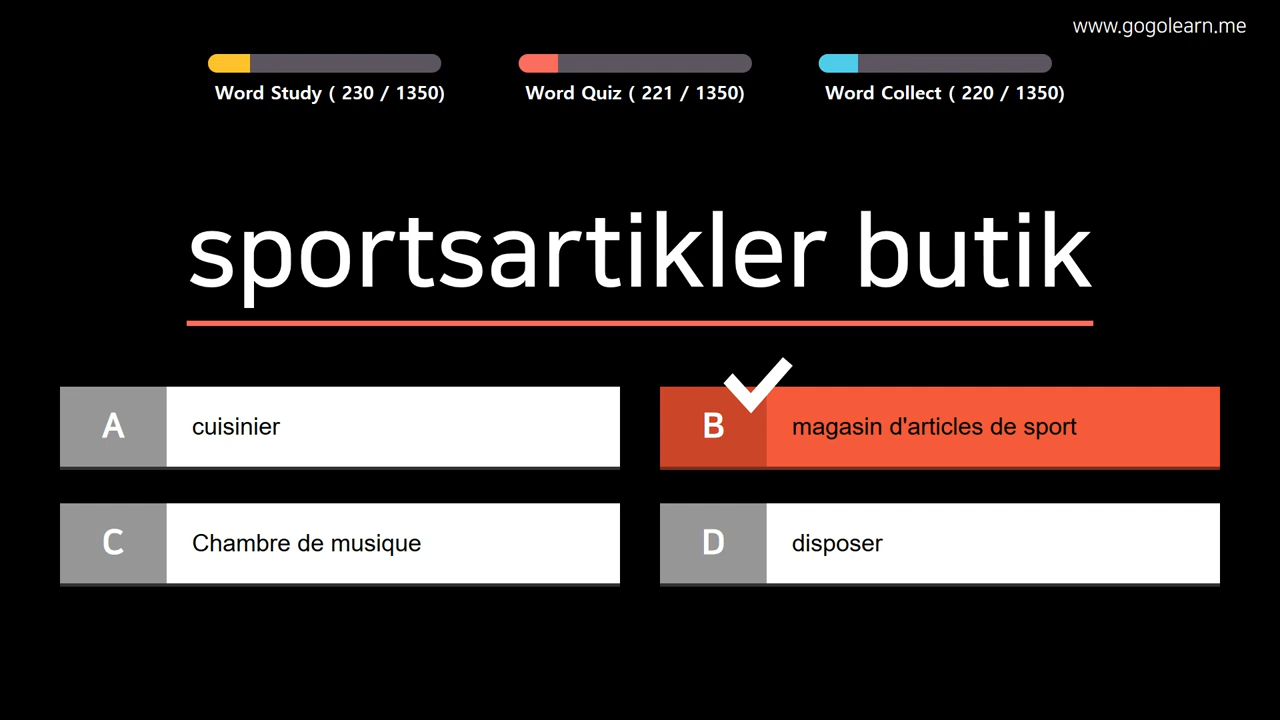 www.gogolearn.me
Word Study ( 230 / 1350)
Word Quiz ( 221 / 1350)
Word Collect ( 220 / 1350)
sportsartikler butik
A
cuisinier
B
magasin d'articles de sport
C
Chambre de musique
D
disposer